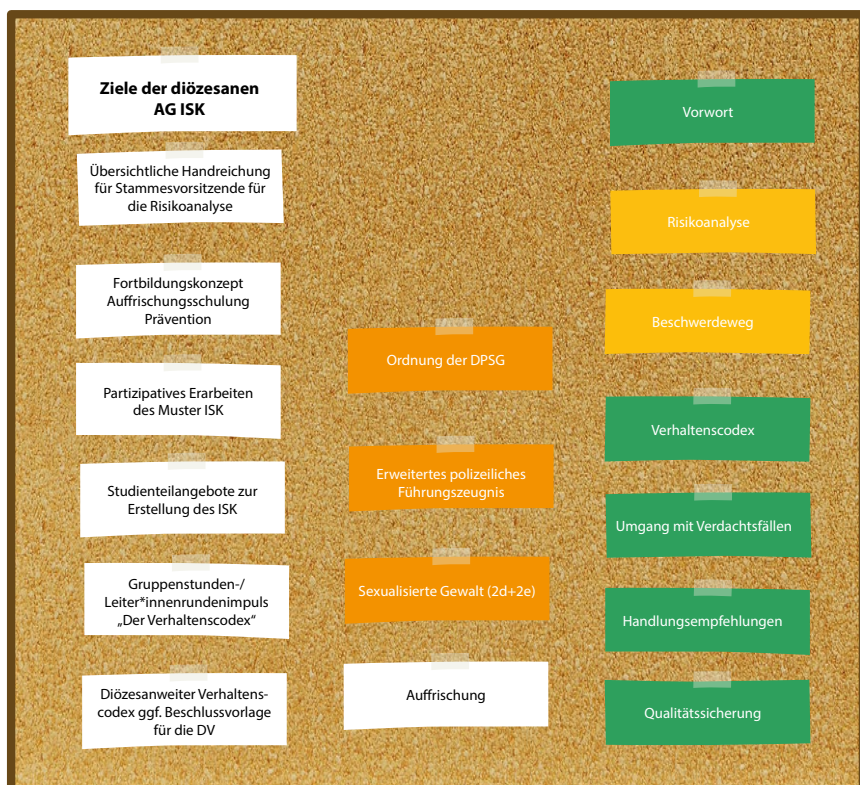 Ziele der diözesanen
AG ISK
Übersichtliche Handreichung
für Stammesvorsitzende für
die Risikoanalyse
Fortbildungskonzept
Auffrischungsschulung
Prävention
Partizipatives Erarbeiten
des Muster ISK
Studienteilangebote zur
Erstellung des ISK
Gruppenstunden-/
Leiter*innenrundenimpuls
„Der Verhaltenscodex“
Diözesanweiter Verhaltens-
codex ggf. Beschlussvorlage
für die DV
Ordnung der DPSG
Erweitertes polizeiliches
Führungszeugnis
Sexualisierte Gewalt (2d+2e)
Auffrischung
Vorwort
Risikoanalyse
Beschwerdeweg
Verhaltenscodex
Umgang mit Verdachtsfällen
Handlungsempfehlungen
Qualitätssicherung